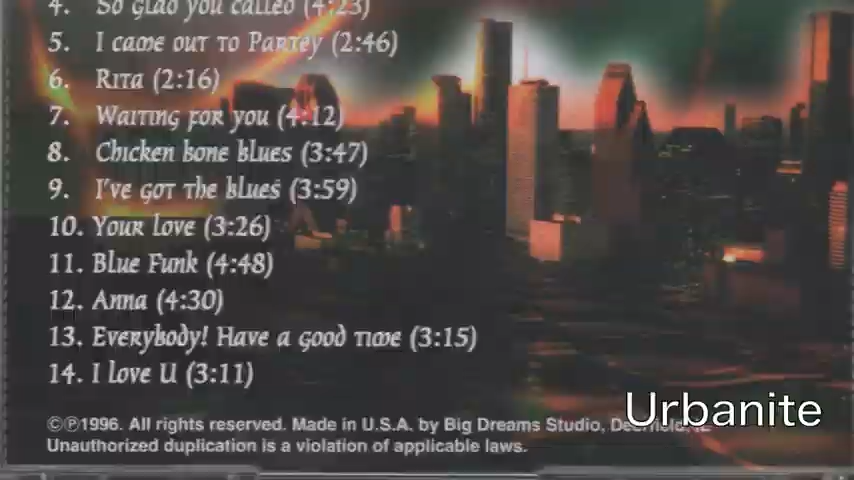 4. So glad you called (4:23)
5. I came out to Partey (2:46)
6. Rita (2:16)
7. Waiting for you (4:12)
8. Chicken bone blues (3:47)
9. I've got the blues (3:59)
10. Your love (3:26)
11. Blue Funk (4:48)
12. Anna (4:30)
13. Everybody! Have a good time (3:15)
14. I love U (3:11)
©℗1996. All rights reserved. Made in U.S.A. by Big Dreams Studio,
Urbanite
Unauthorized duplication is a violation of applicable laws.